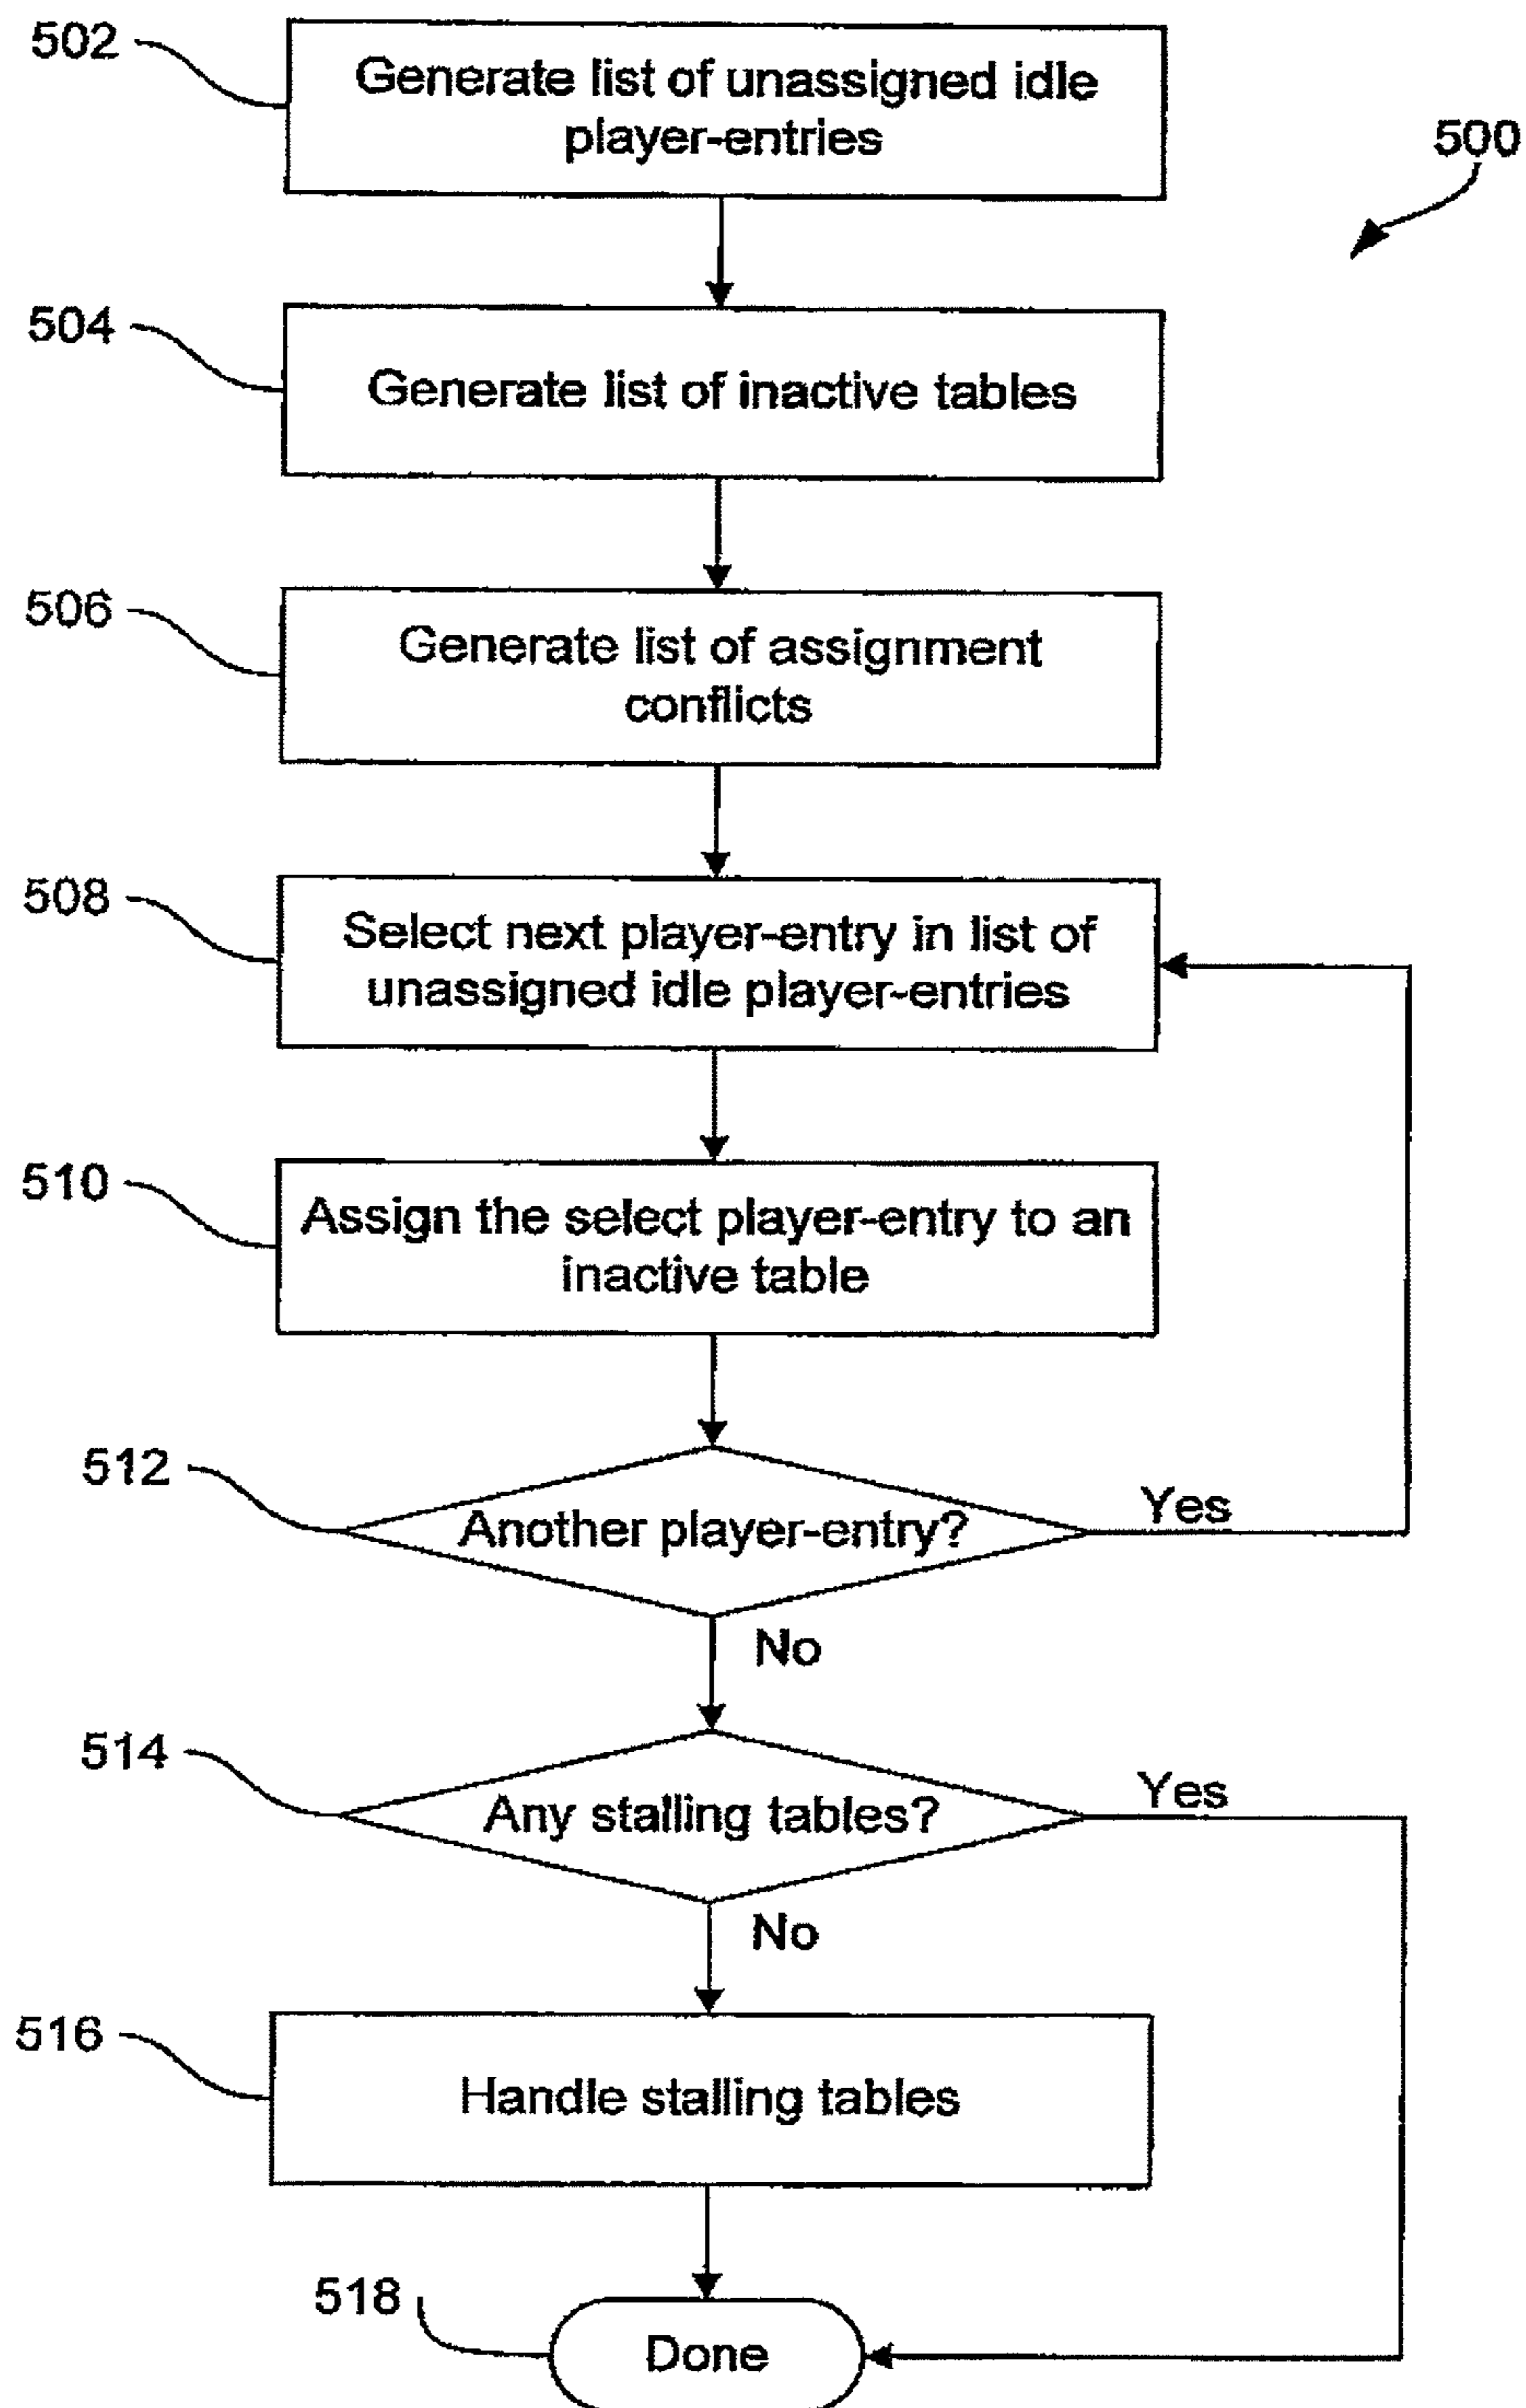 502
Generate list of unassigned idle
player-entries
500
504
Generate list of inactive tables
506
Generate list of assignment
conflicts
508
Select next player-entry in list of
unassigned idle player-entries
510
Assign the select player-entry to an
inactive table
512
Another player-entry?
Yes
No
514
Any stalling tables?
Yes
No
516
Handle stalling tables
518
Done